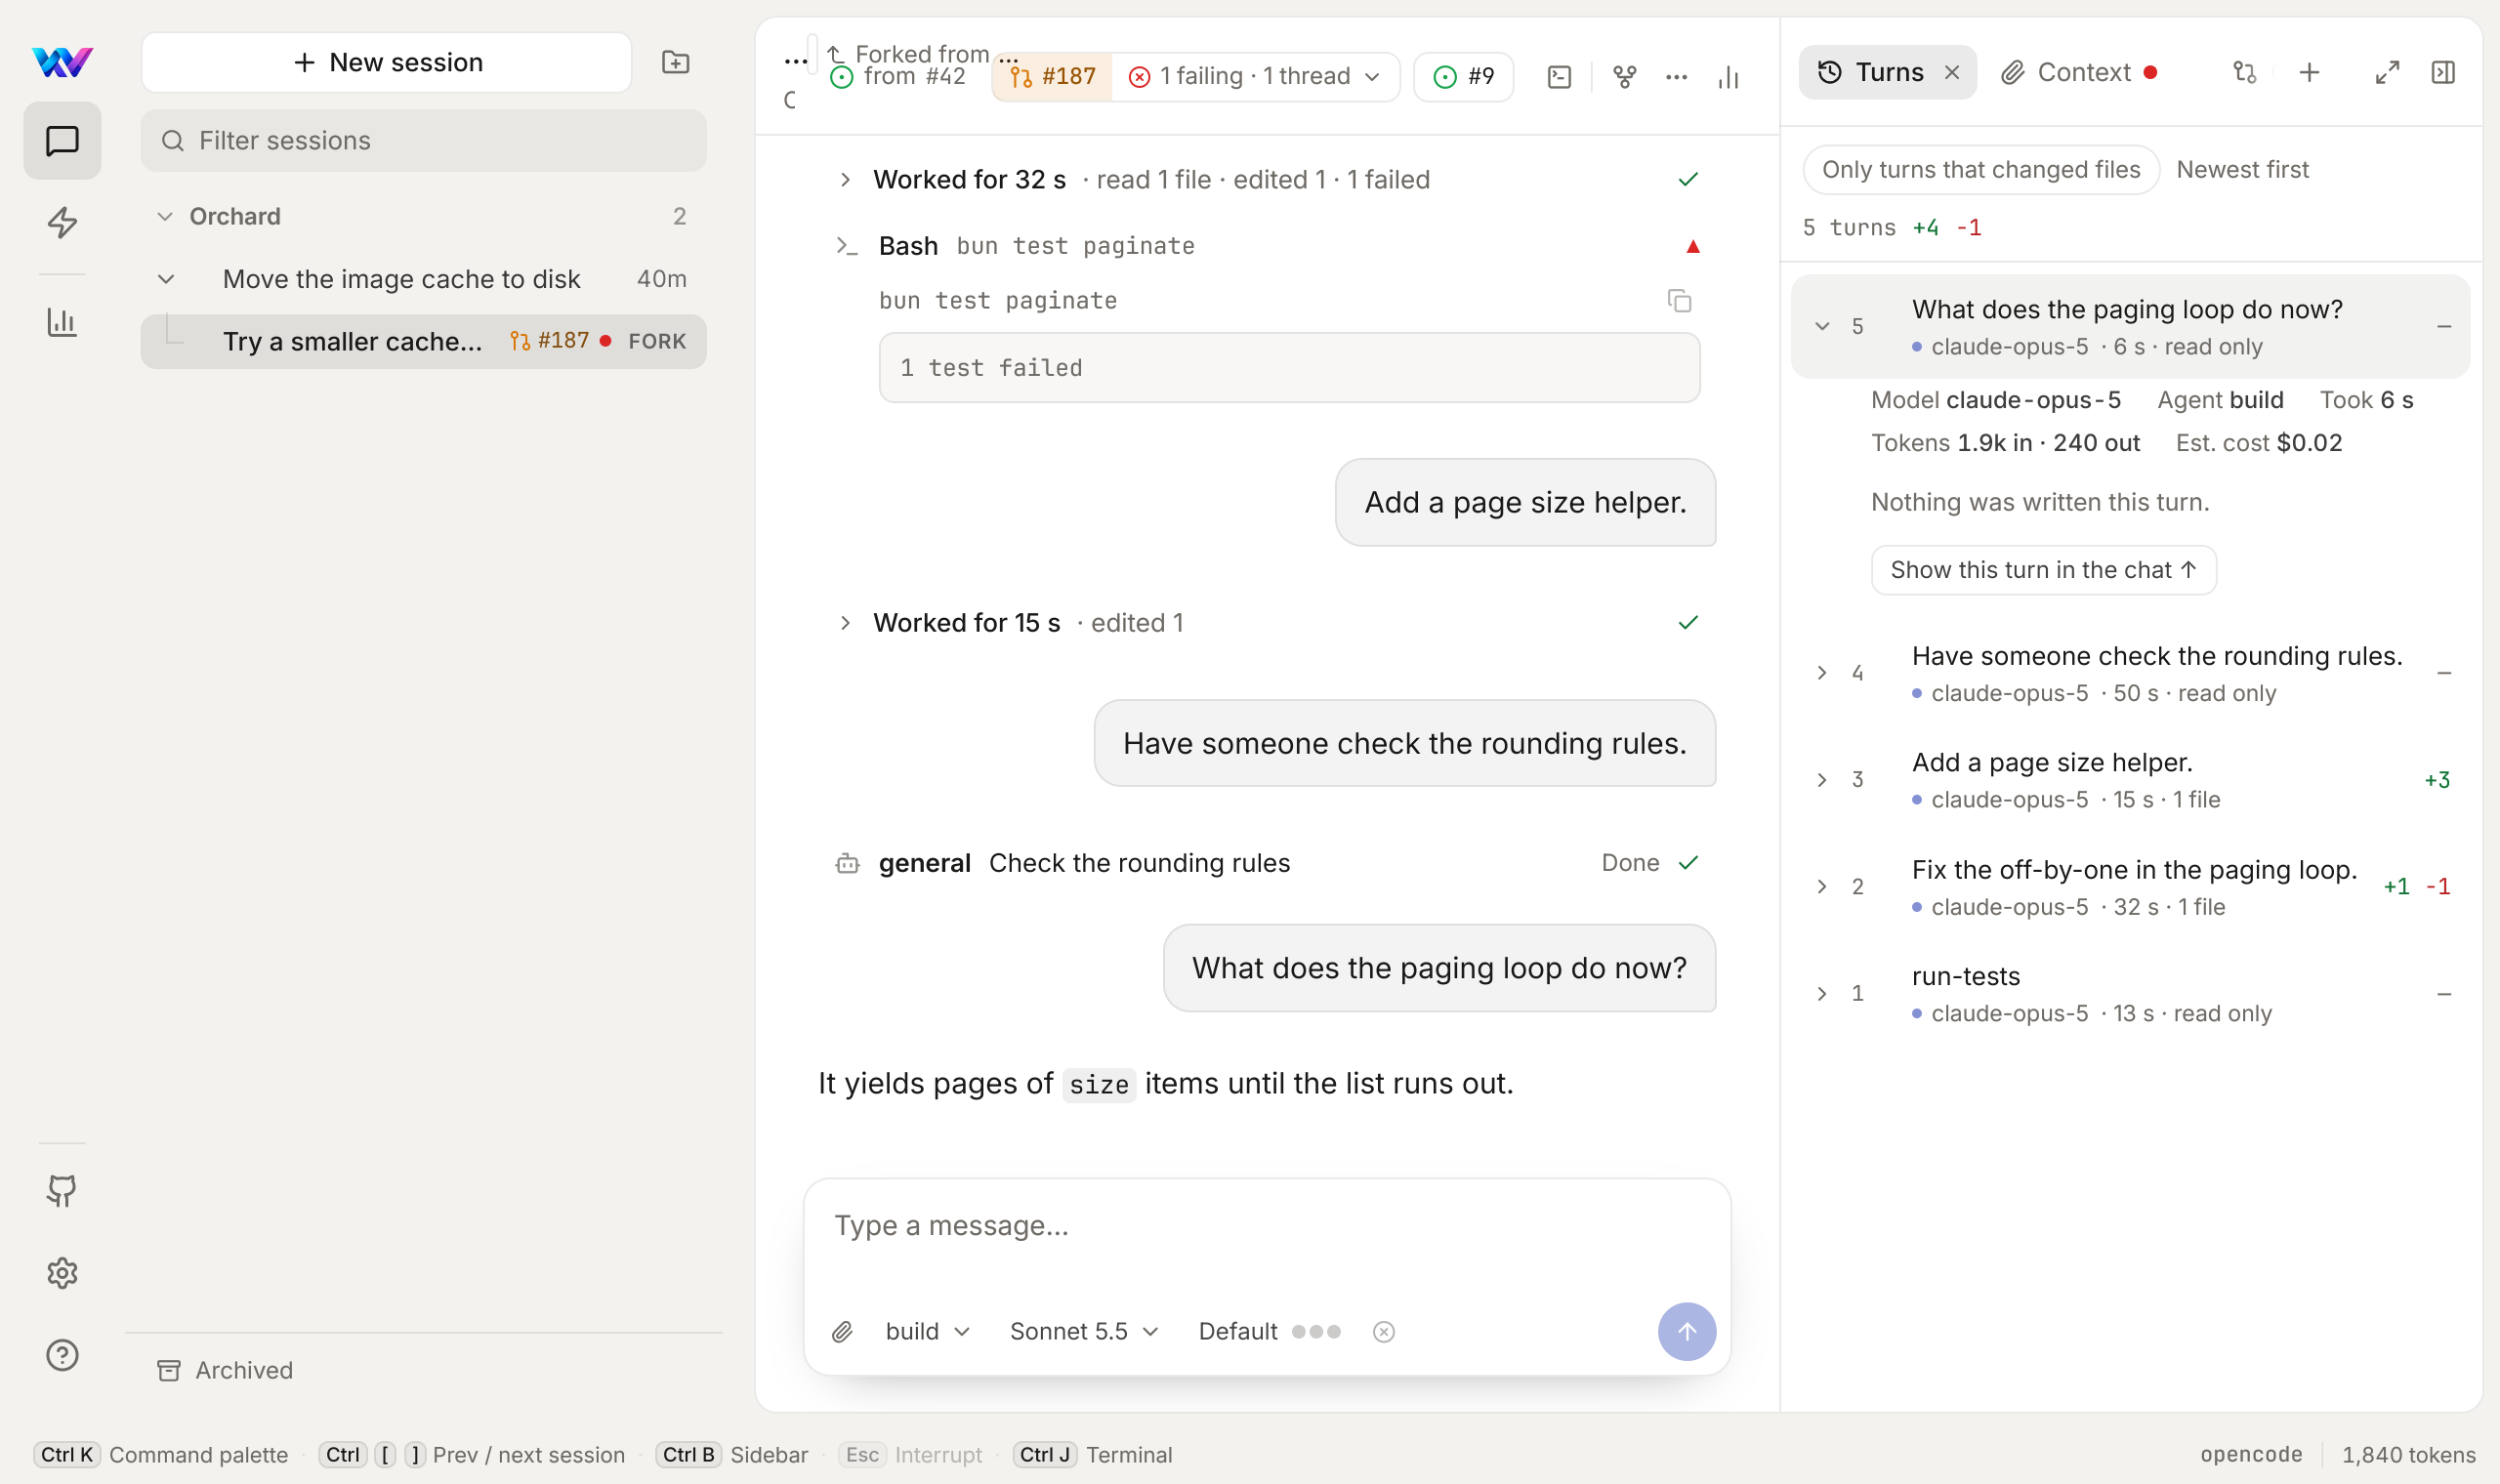 New session
Filter sessions
Orchard 2
Move the image cache to disk 40m
Try a smaller cache... #187 FORK
Archived
...
Forked from ...
from #42
#187
1 failing · 1 thread
#9
Worked for 32 s · read 1 file · edited 1 · 1 failed
Bash bun test paginate
bun test paginate
1 test failed
Add a page size helper.
Worked for 15 s · edited 1
Have someone check the rounding rules.
general Check the rounding rules Done
What does the paging loop do now?
It yields pages of size items until the list runs out.
Type a message...
build Sonnet 5.5 Default
Turns Context
Only turns that changed files Newest first
5 turns +4 -1
5 What does the paging loop do now? –
claude-opus-5 · 6 s · read only
Model claude-opus-5 Agent build Took 6 s
Tokens 1.9k in · 240 out Est. cost $0.02
Nothing was written this turn.
Show this turn in the chat ↑
4 Have someone check the rounding rules. –
claude-opus-5 · 50 s · read only
3 Add a page size helper. +3
claude-opus-5 · 15 s · 1 file
2 Fix the off-by-one in the paging loop. +1 -1
claude-opus-5 · 32 s · 1 file
1 run-tests –
claude-opus-5 · 13 s · read only
Ctrl K Command palette · Ctrl [ ] Prev / next session · Ctrl B Sidebar · Esc Interrupt · Ctrl J Terminal
opencode 1,840 tokens